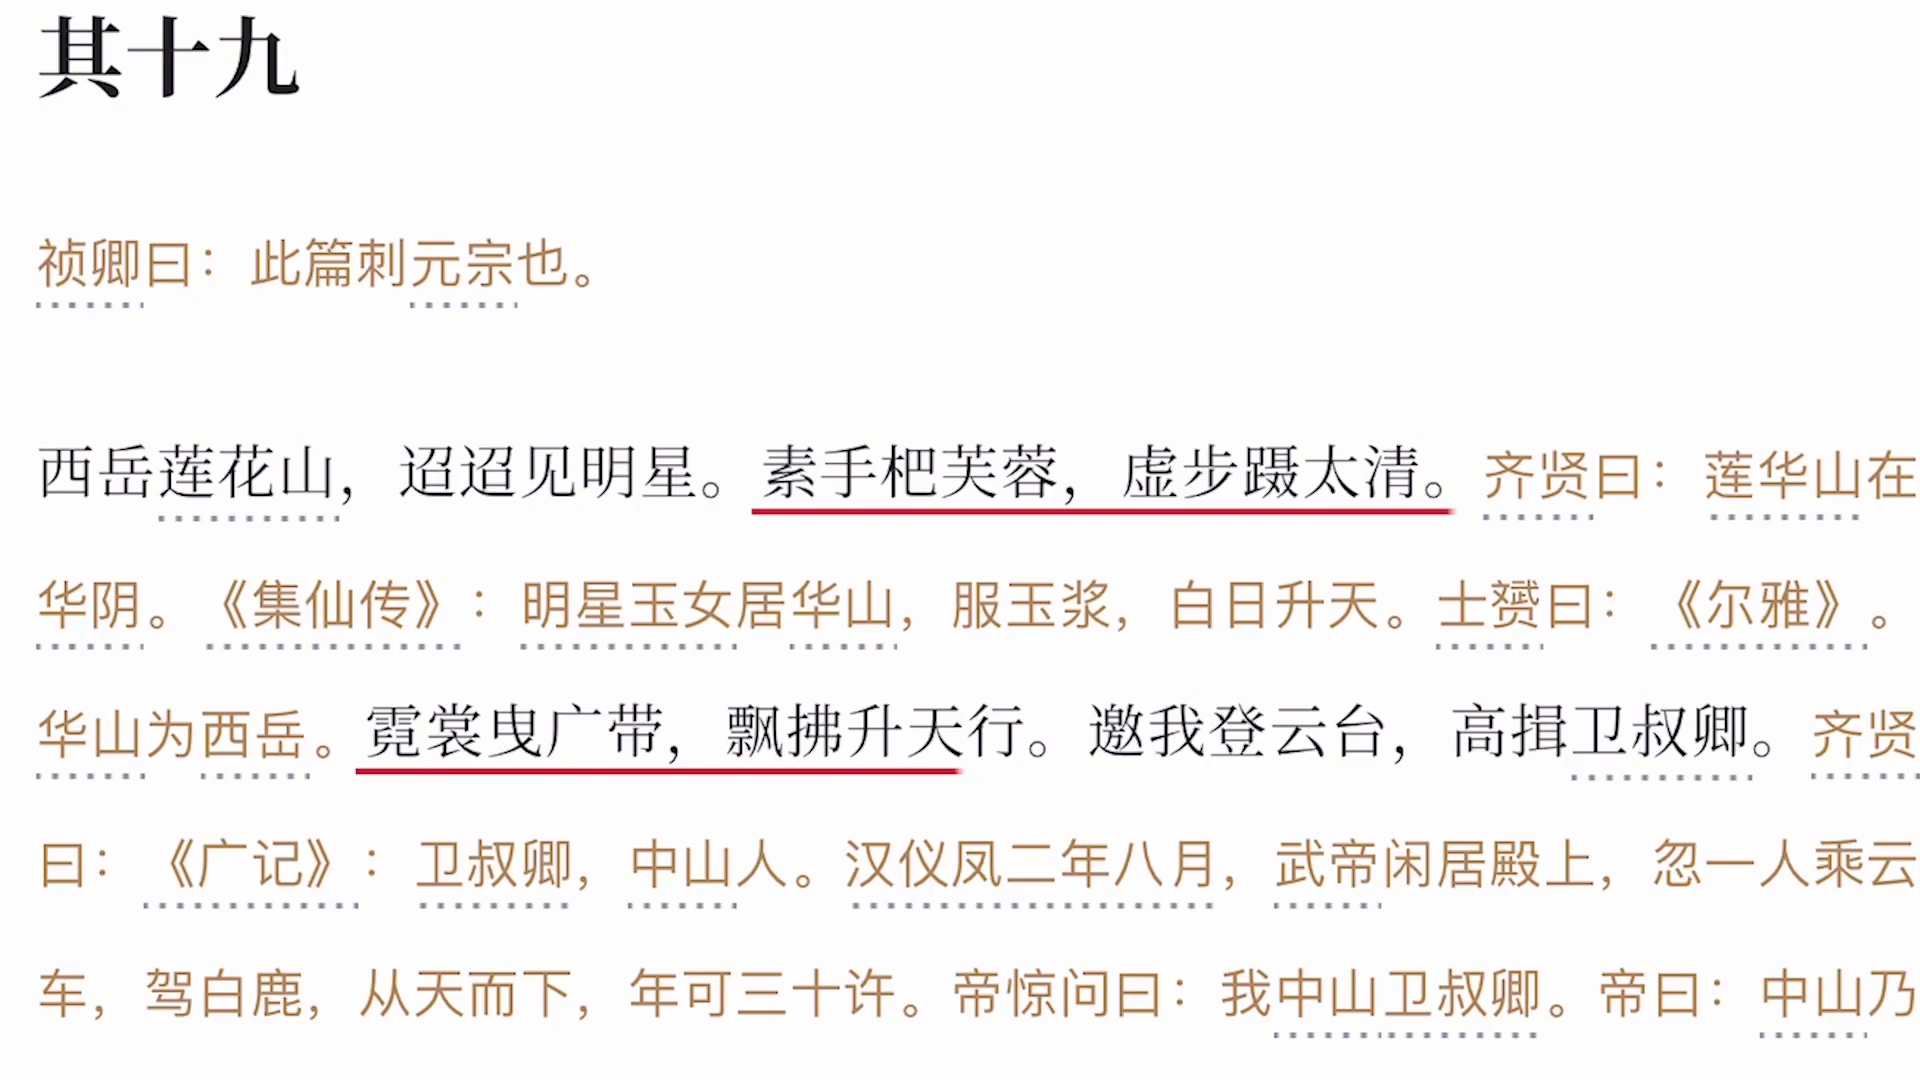 其十九
祯卿曰：此篇刺元宗也。
西岳莲花山，迢迢见明星。素手杷芙蓉，虚步蹑太清。齐贤曰：莲华山在
华阴。《集仙传》：明星玉女居华山，服玉浆，白日升天。士赟曰：《尔雅》。
华山为西岳。霓裳曳广带，飘拂升天行。邀我登云台，高揖卫叔卿。齐贤
曰：《广记》：卫叔卿，中山人。汉仪凤二年八月，武帝闲居殿上，忽一人乘云
车，驾白鹿，从天而下，年可三十许。帝惊问曰：我中山卫叔卿。帝曰：中山乃